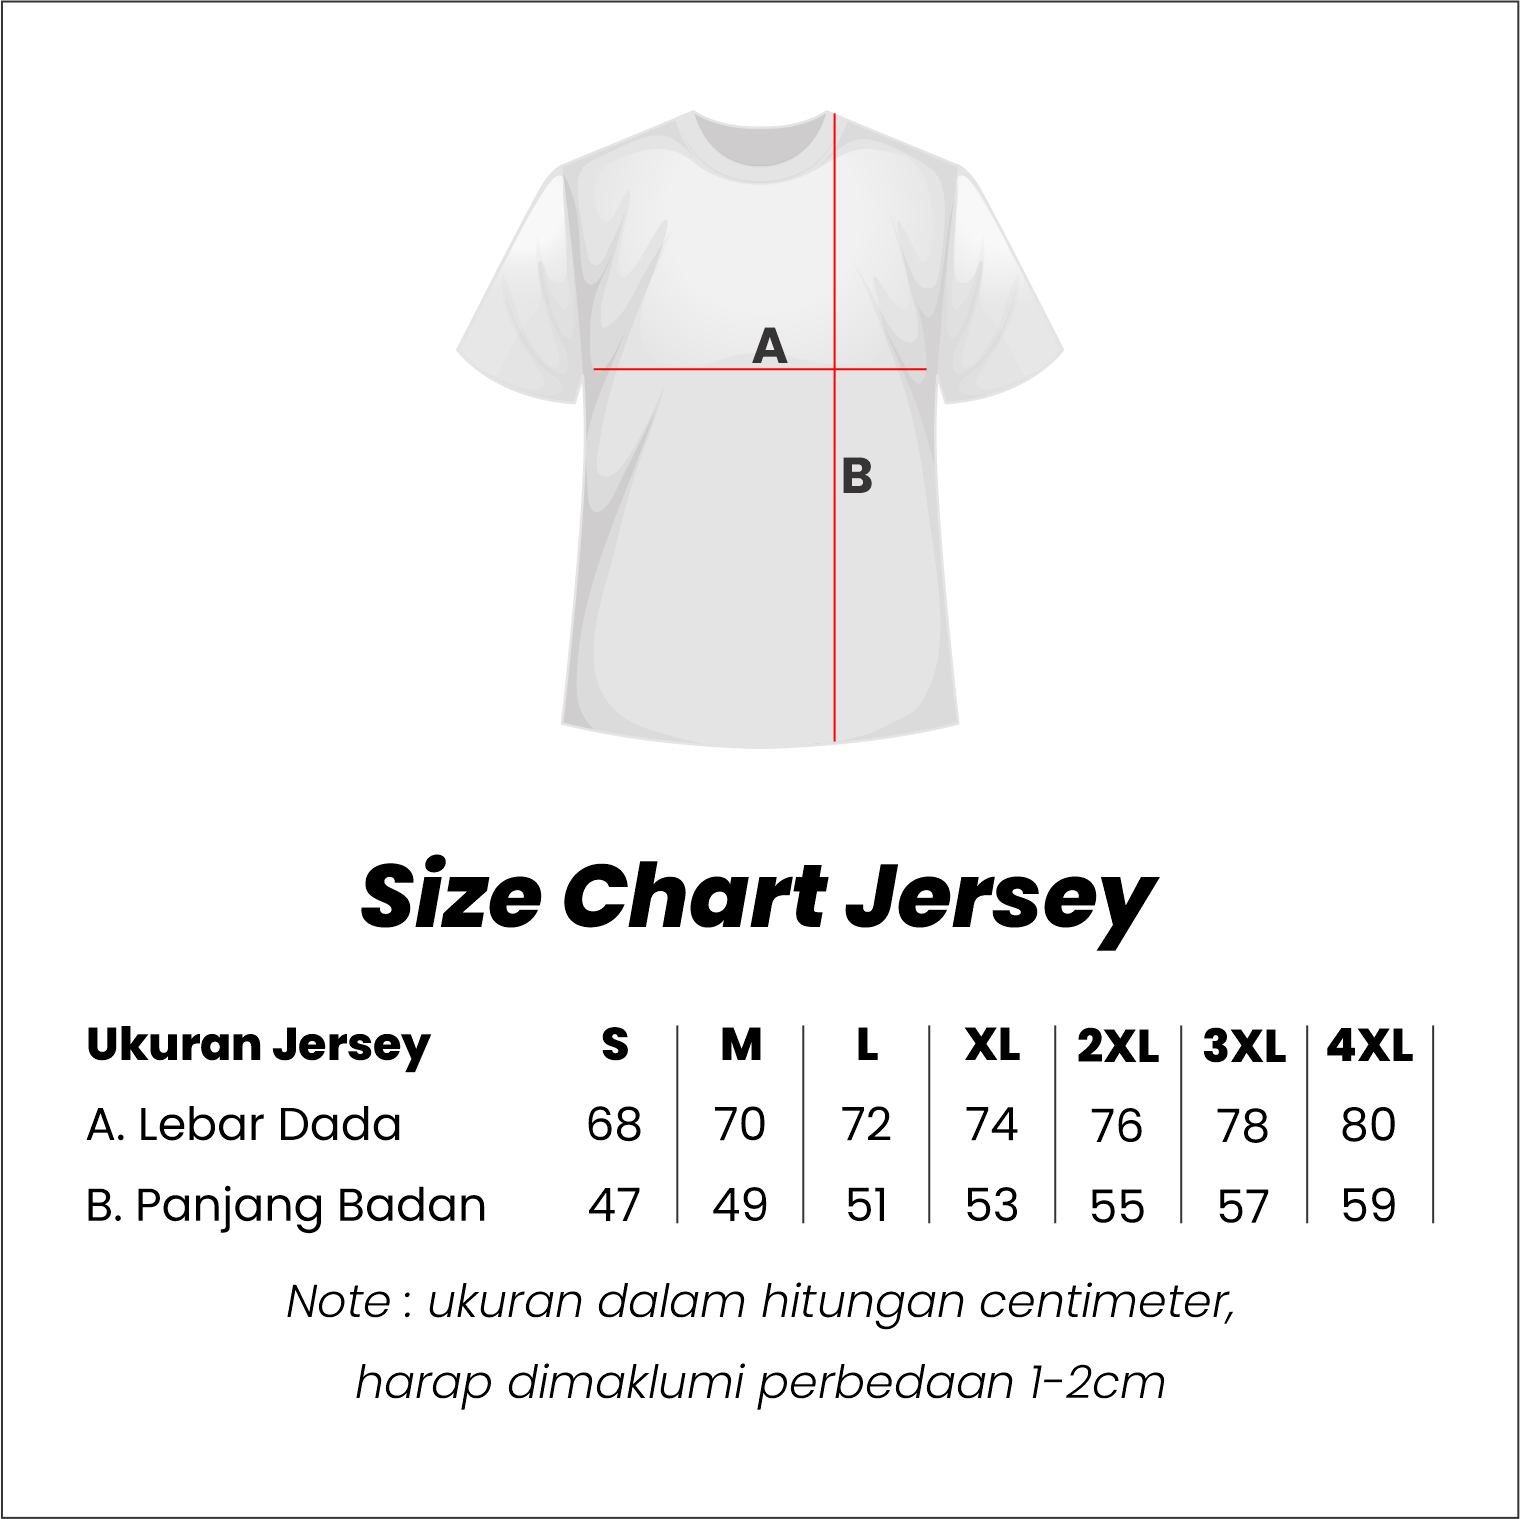 A
B
Size Chart Jersey
Ukuran Jersey S M L XL 2XL 3XL 4XL
A. Lebar Dada 68 70 72 74 76 78 80
B. Panjang Badan 47 49 51 53 55 57 59
Note : ukuran dalam hitungan centimeter,
harap dimaklumi perbedaan 1-2cm